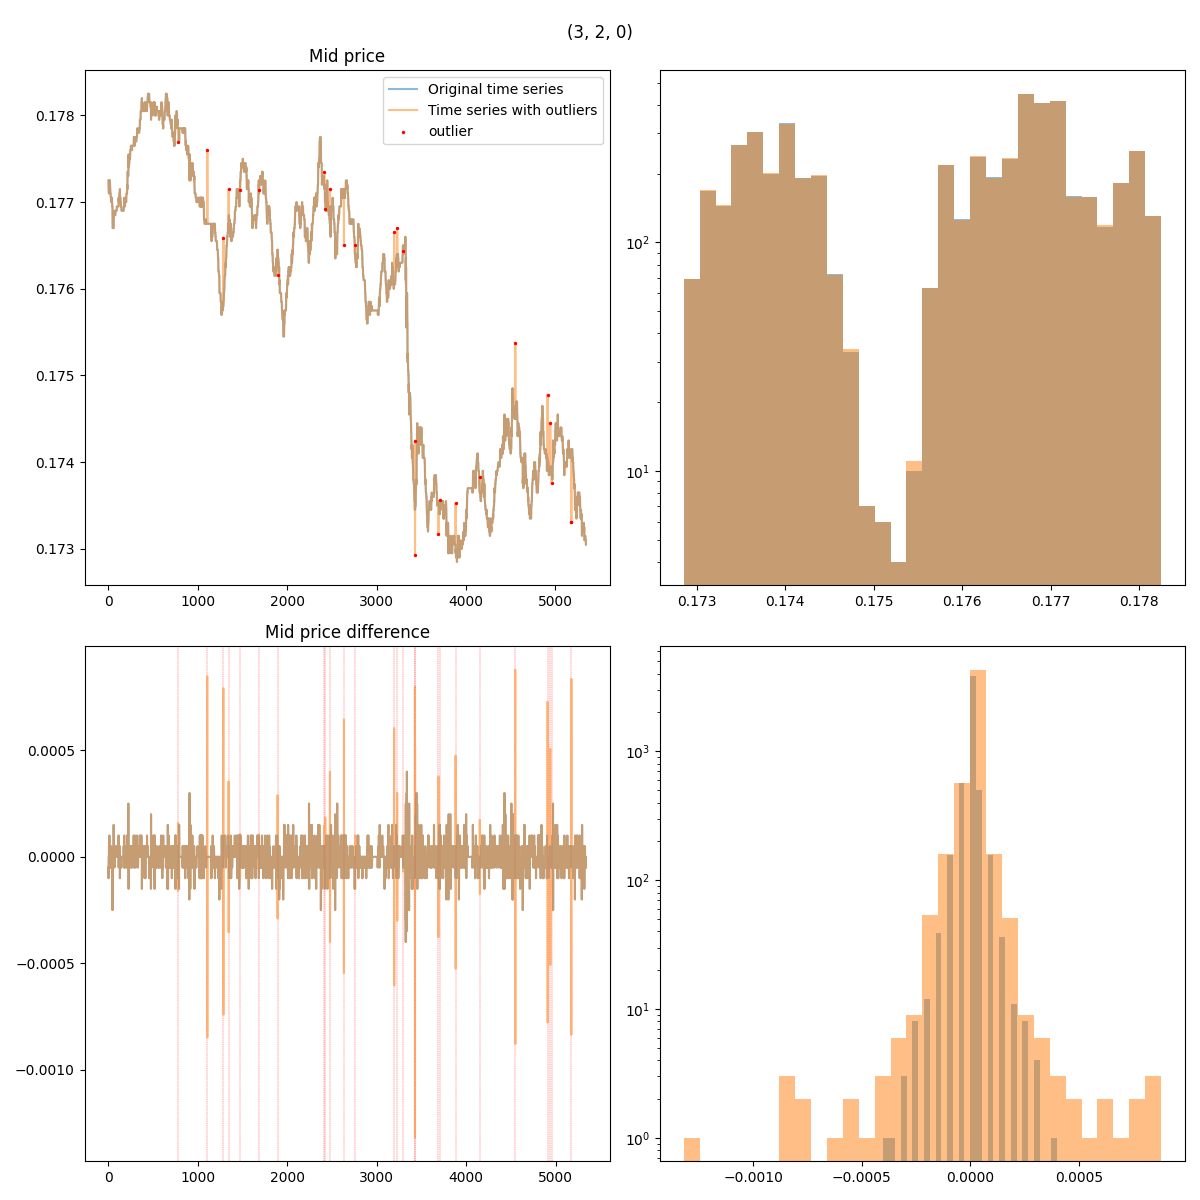 (3, 2, 0)
Mid price
Original time series
Time series with outliers
outlier
0.178
0.177
0.176
0.175
0.174
0.173
0 1000 2000 3000 4000 5000
10²
10¹
0.173 0.174 0.175 0.176 0.177 0.178
Mid price difference
0.0005
0.0000
−0.0005
−0.0010
0 1000 2000 3000 4000 5000
10³
10²
10¹
10⁰
−0.0010 −0.0005 0.0000 0.0005